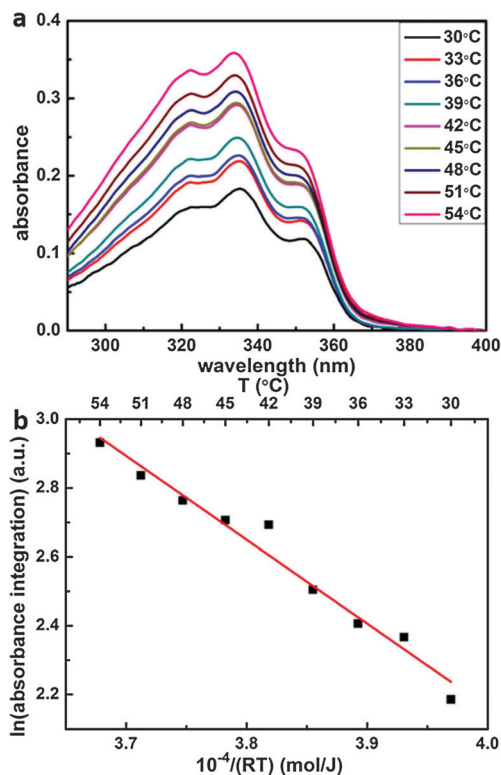 a
30°C
33°C
36°C
39°C
42°C
45°C
48°C
51°C
54°C
absorbance
0.4
0.3
0.2
0.1
0.0
300 320 340 360 380 400
wavelength (nm)
T (°C)
b
54 51 48 45 42 39 36 33 30
ln(absorbance integration) (a.u.)
3.0
2.8
2.6
2.4
2.2
3.7 3.8 3.9 4.0
10⁻⁴/(RT) (mol/J)